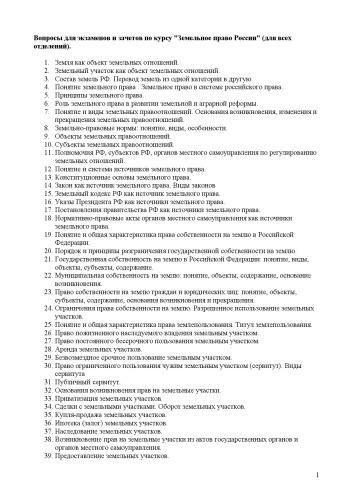 Вопросы для экзаменов и зачетов по курсу "Земельное право России" (для всех
отделений).
1. Земля как объект земельных отношений.
2. Земельный участок как объект земельных отношений.
3. Состав земель РФ. Перевод земель из одной категории в другую.
4. Понятие земельного права . Земельное право в системе российского права.
5. Принципы земельного права.
6. Роль земельного права в развитии земельной и аграрной реформы.
7. Понятие и виды земельных правоотношений. Основания возникновения, изменения и
прекращения земельных правоотношений.
8. Земельно-правовые нормы: понятие, виды, особенности.
9. Объекты земельных правоотношений.
10. Субъекты земельных правоотношений.
11. Полномочия РФ, субъектов РФ, органов местного самоуправления по регулированию
земельных отношений.
12. Понятие и система источников земельного права.
13. Конституционные основы земельного права.
14. Закон как источник земельного права. Виды законов
15. Земельный кодекс РФ как источник земельного права.
16. Указы Президента РФ как источники земельного права.
17. Постановления правительства РФ как источники земельного права.
18. Нормативно-правовые акты органов местного самоуправления как источники
земельного права.
19. Понятие и общая характеристика права собственности на землю в Российской
Федерации.
20. Порядок и принципы разграничения государственной собственности на землю.
21. Государственная собственность на землю в Российской Федерации: понятие, виды,
объекты, субъекты, содержание.
22. Муниципальная собственность на землю: понятие, объекты, содержание, основание
возникновения.
23. Право собственности на землю граждан и юридических лиц: понятие, объекты,
субъекты, содержание, основания возникновения и прекращения.
24. Ограничения права собственности на землю. Разрешенное использование земельных
участков.
25. Понятие и общая характеристика права землепользования. Титул землепользования.
26. Право пожизненного наследуемого владения земельным участком.
27. Право постоянного бессрочного пользования земельным участком.
28. Аренда земельных участков.
29. Безвозмездное срочное пользование земельным участком.
30. Право ограниченного пользования чужим земельным участком (сервитут). Виды
сервитута
31. Публичный сервитут.
32. Основания возникновения прав на земельные участки.
33. Приватизация земельных участков.
34. Сделки с земельными участками. Оборот земельных участков.
35. Купля-продажа земельных участков.
36. Ипотека (залог) земельных участков.
37. Наследование земельных участков.
38. Возникновение прав на земельные участки из актов государственных органов и
органов местного самоуправления.
39. Предоставление земельных участков.
1